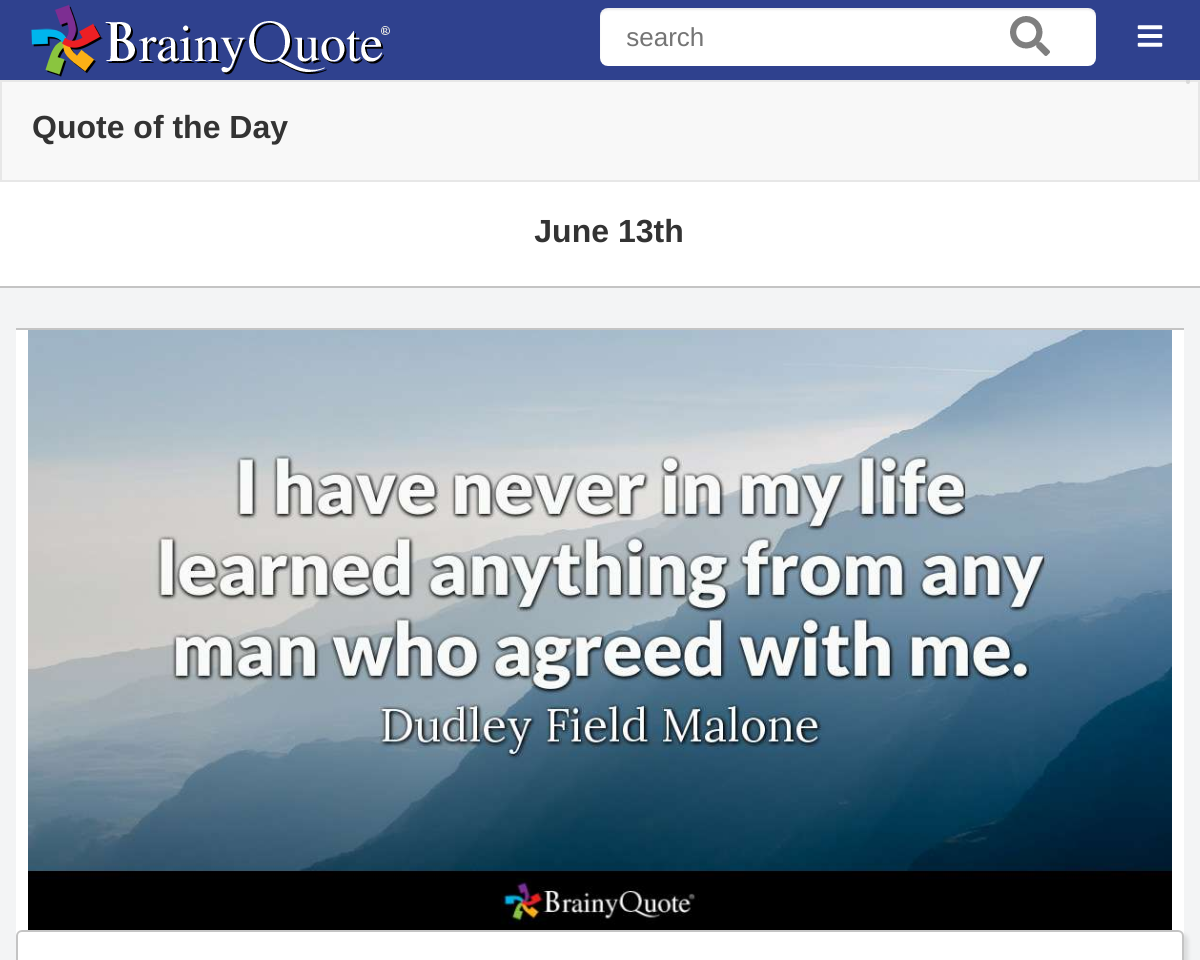 BrainyQuote®
search
Quote of the Day
June 13th
I have never in my life
learned anything from any
man who agreed with me.
Dudley Field Malone
BrainyQuote®